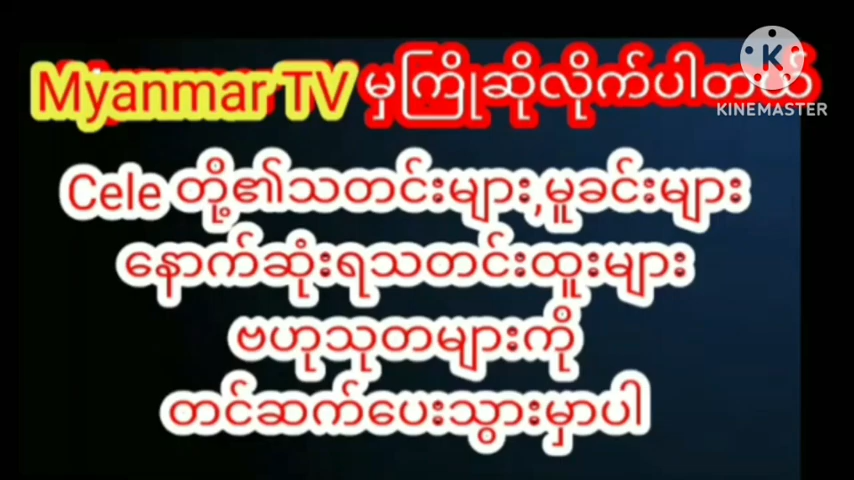 Myanmar TV မှကြိုဆိုလိုက်ပါတယ်
KINEMASTER
Cele တို့၏သတင်းများ,မူခင်းများ
နောက်ဆုံးရသတင်းထူးများ
ဗဟုသုတများကို
တင်ဆက်ပေးသွားမှာပါ